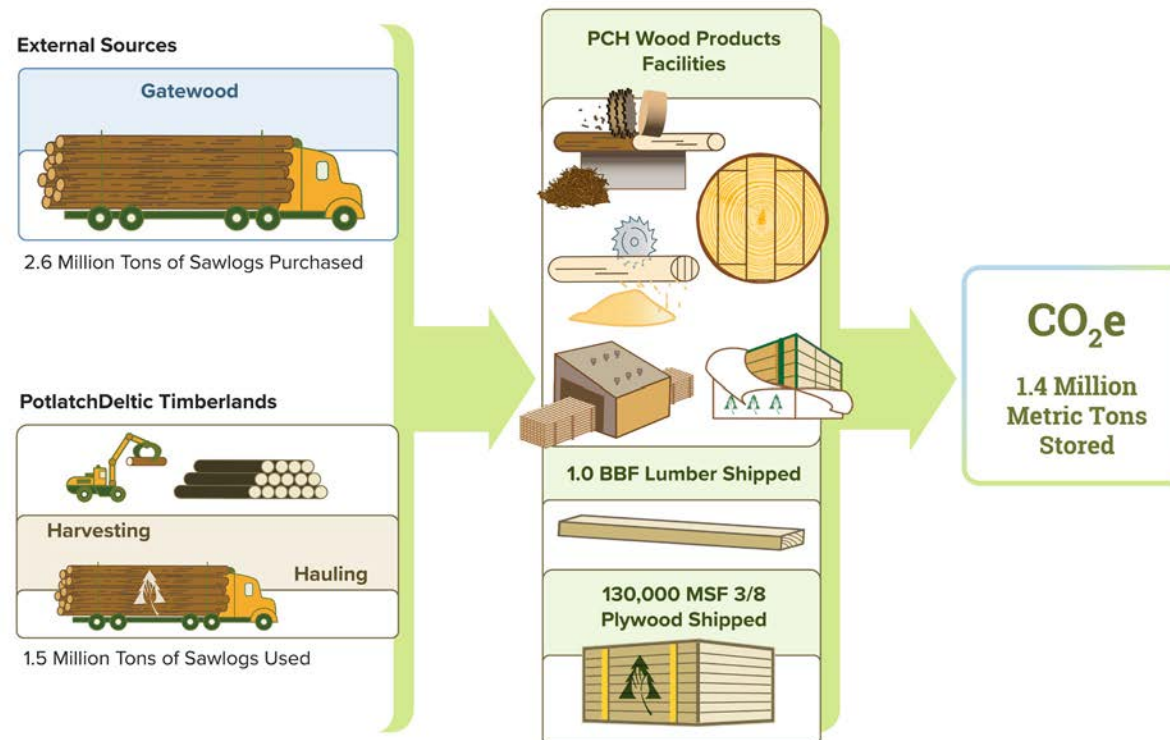 External Sources
Gatewood
2.6 Million Tons of Sawlogs Purchased
PotlatchDeltic Timberlands
Harvesting
Hauling
1.5 Million Tons of Sawlogs Used
PCH Wood Products
Facilities
1.0 BBF Lumber Shipped
130,000 MSF 3/8
Plywood Shipped
CO₂e
1.4 Million
Metric Tons
Stored